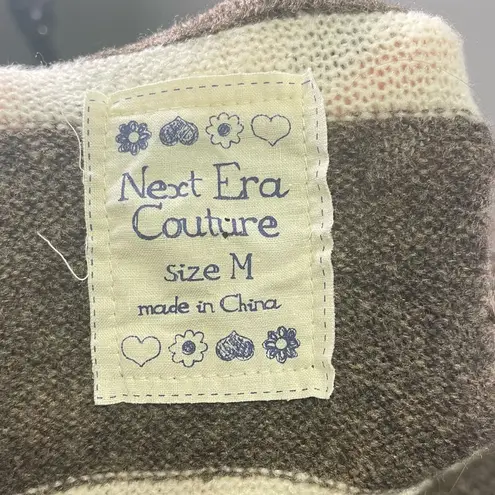 Next Era
Couture
size M
made in China